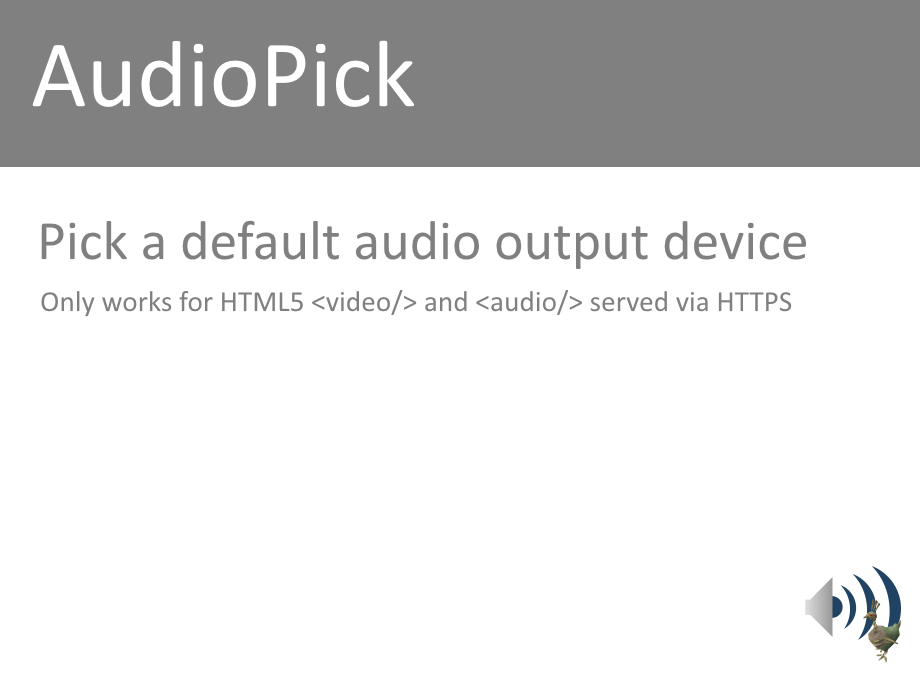 AudioPick
Pick a default audio output device
Only works for HTML5 <video/> and <audio/> served via HTTPS